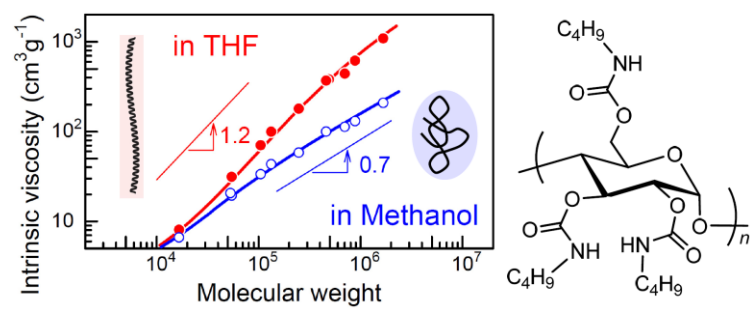 Intrinsic viscosity (cm³g⁻¹)
10³
10²
10
in THF
1.2
0.7
in Methanol
10⁴ 10⁵ 10⁶ 10⁷
Molecular weight
C₄H₉
NH
O
O
O
O O
O n
O NH NH O
C₄H₉ C₄H₉